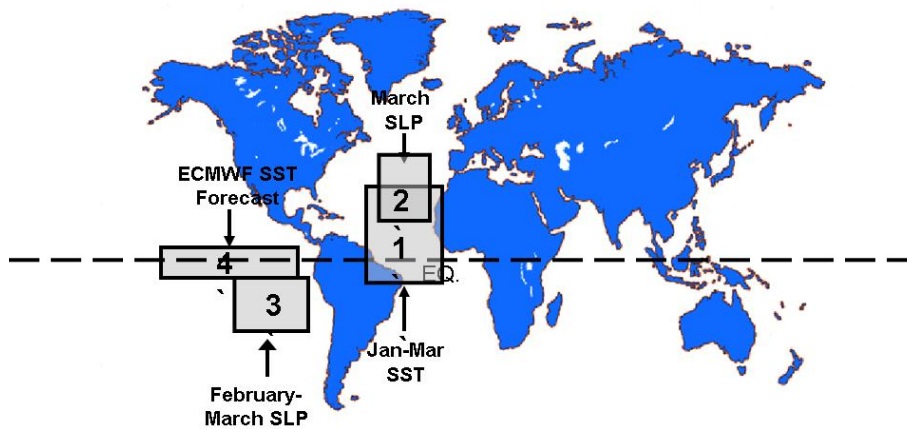 March
SLP
ECMWF SST
Forecast
2
1
4
EQ.
3
Jan-Mar
SST
February-
March SLP